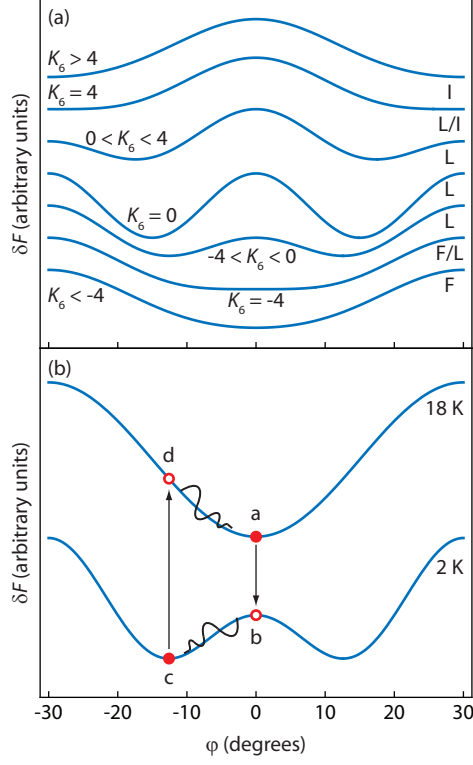 (a)
K₆ > 4
K₆ = 4
I
L/I
0 < K₆ < 4
L
L
K₆ = 0
L
-4 < K₆ < 0
F/L
K₆ < -4
K₆ = -4
F
δF (arbitrary units)
(b)
18 K
d
a
2 K
b
c
δF (arbitrary units)
-30 -20 -10 0 10 20 30
φ (degrees)